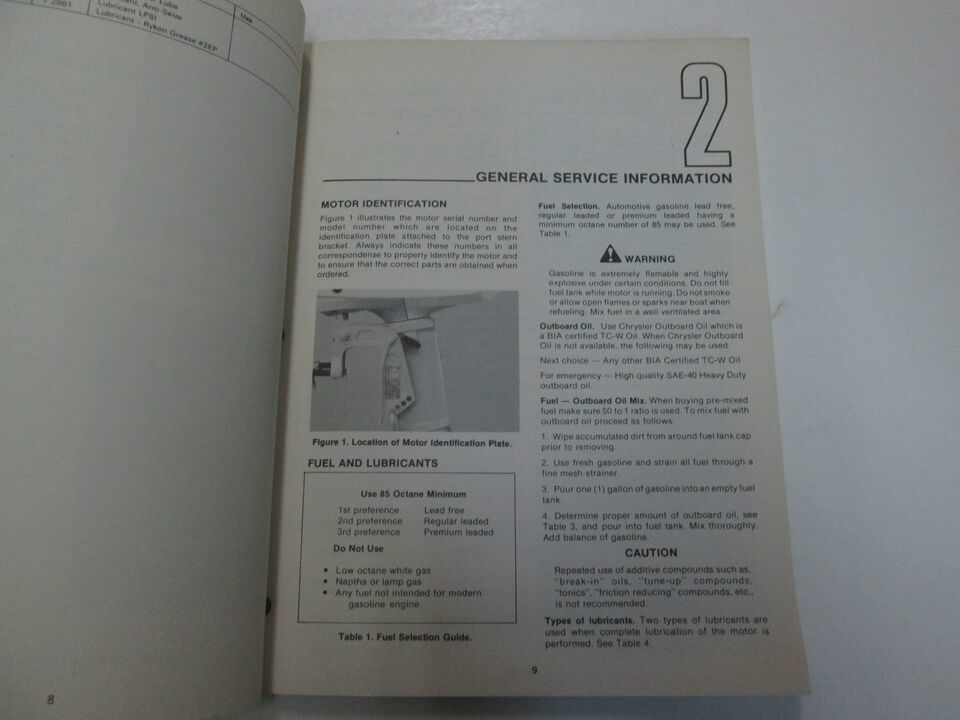 Lube
2961
Anti-Seize
Lubricant LPSI
Lubricant - Rykon Grease #2EP
Use
8
2
GENERAL SERVICE INFORMATION
MOTOR IDENTIFICATION
Figure 1 illustrates the motor serial number and
model number which are located on the
identification plate attached to the port stern
bracket. Always indicate these numbers in all
correspondense to properly identify the motor and
to ensure that the correct parts are obtained when
ordered.
Figure 1. Location of Motor Identification Plate.
FUEL AND LUBRICANTS
Use 85 Octane Minimum
1st preference Lead free
2nd preference Regular leaded
3rd preference Premium leaded
Do Not Use
• Low octane white gas
• Naptha or lamp gas
• Any fuel not intended for modern
gasoline engine.
Table 1. Fuel Selection Guide.
Fuel Selection. Automotive gasoline lead free,
regular leaded or premium leaded having a
minimum octane number of 85 may be used. See
Table 1.
WARNING
Gasoline is extremely flamable and highly
explosive under certain conditions. Do not fill
fuel tank while motor is running. Do not smoke
or allow open flames or sparks near boat when
refueling. Mix fuel in a well ventilated area.
Outboard Oil. Use Chrysler Outboard Oil which is
a BIA certified TC-W Oil. When Chrysler Outboard
Oil is not available, the following may be used:
Next choice — Any other BIA Certified TC-W Oil
For emergency — High quality SAE-40 Heavy Duty
outboard oil.
Fuel — Outboard Oil Mix. When buying pre-mixed
fuel make sure 50 to 1 ratio is used. To mix fuel with
outboard oil proceed as follows:
1. Wipe accumulated dirt from around fuel tank cap
prior to removing.
2. Use fresh gasoline and strain all fuel through a
fine mesh strainer.
3. Pour one (1) gallon of gasoline into an empty fuel
tank.
4. Determine proper amount of outboard oil, see
Table 3, and pour into fuel tank. Mix thoroughly.
Add balance of gasoline.
CAUTION
Repeated use of additive compounds such as,
"break-in" oils, "tune-up" compounds,
"tonics", "friction reducing" compounds, etc.,
is not recommended.
Types of lubricants. Two types of lubricants are
used when complete lubrication of the motor is
performed. See Table 4.
9